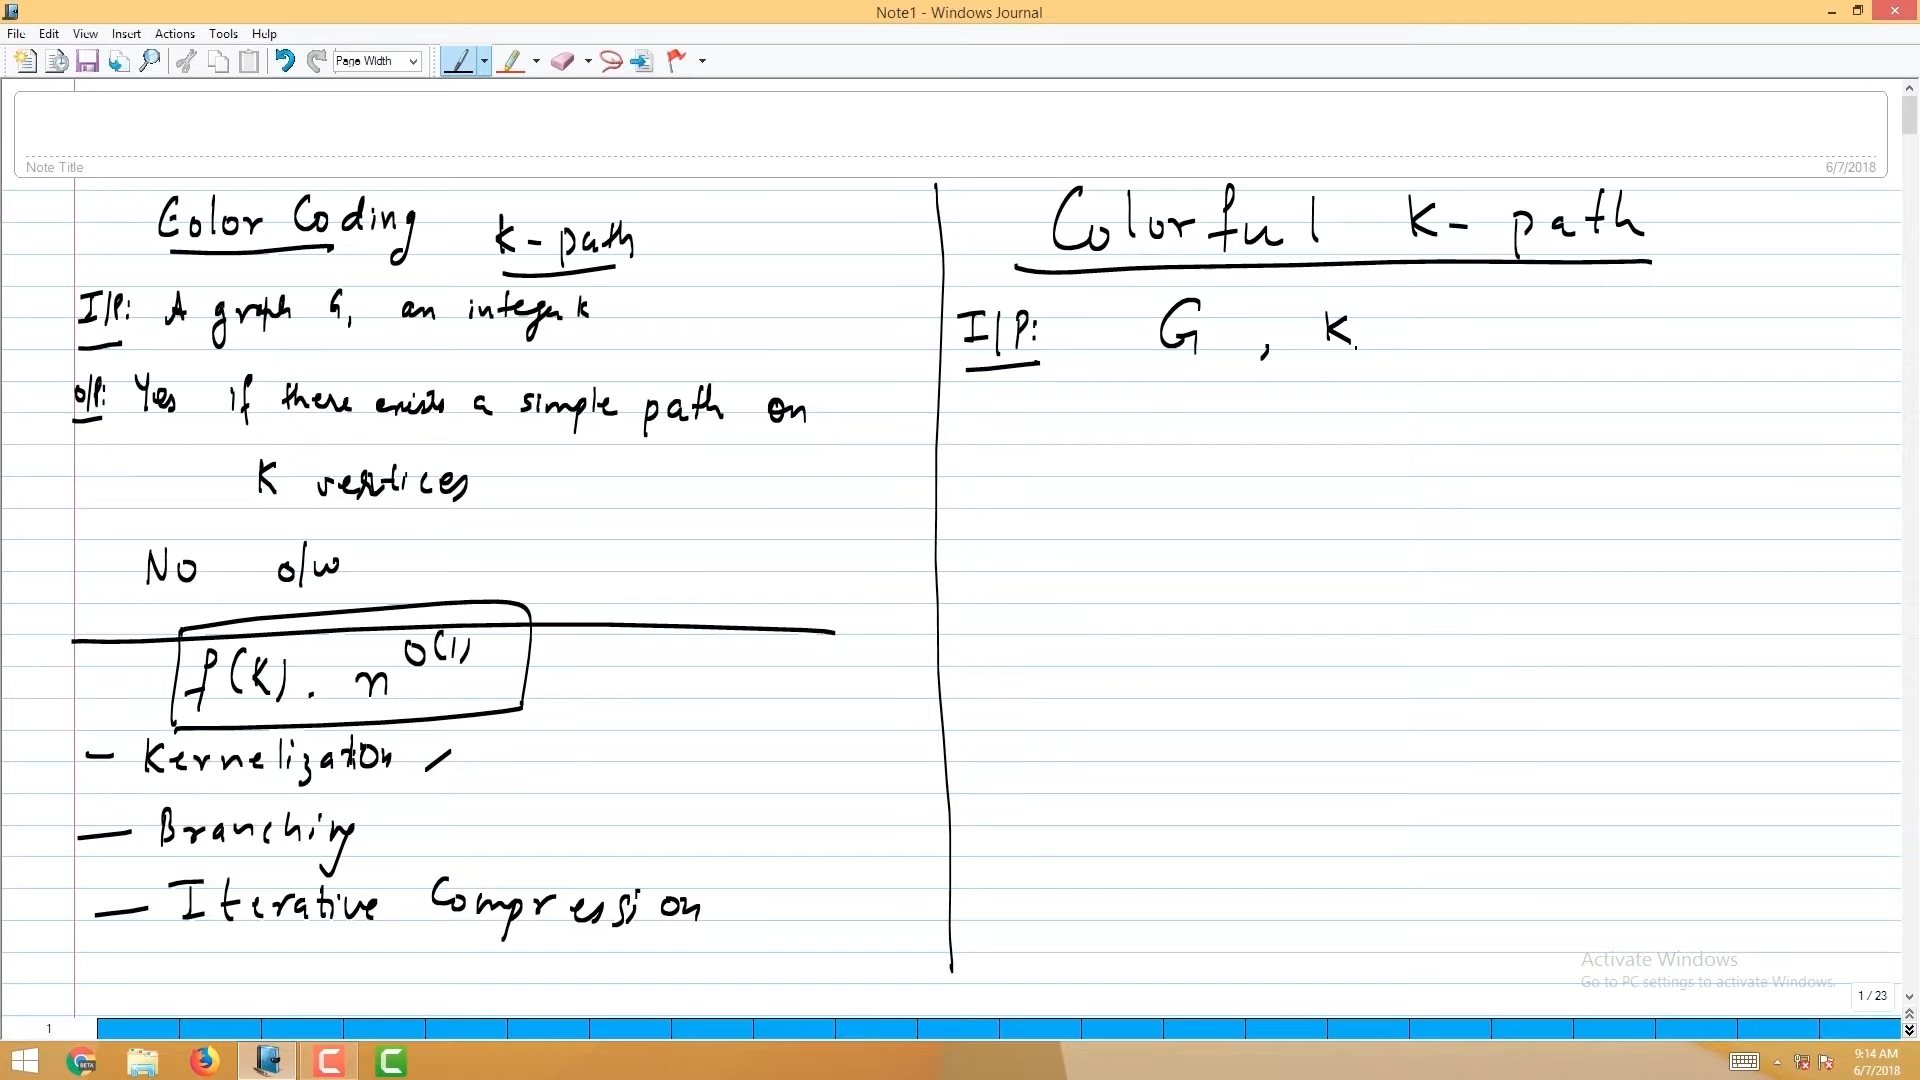 Note1 - Windows Journal
File Edit View Insert Actions Tools Help
Page Width
Note Title
6/7/2018
Color Coding
K - path
I/P: A graph G, an integer k
O/P: Yes if there exists a simple path on
K vertices
No o/w
f(K) . n^O(1)
- Kernelization
- Branching
- Iterative Compression
Colorful K - path
I/P: G , K.
Activate Windows
Go to PC settings to activate Windows.
1 / 23
1
BETA
9:14 AM
6/7/2018